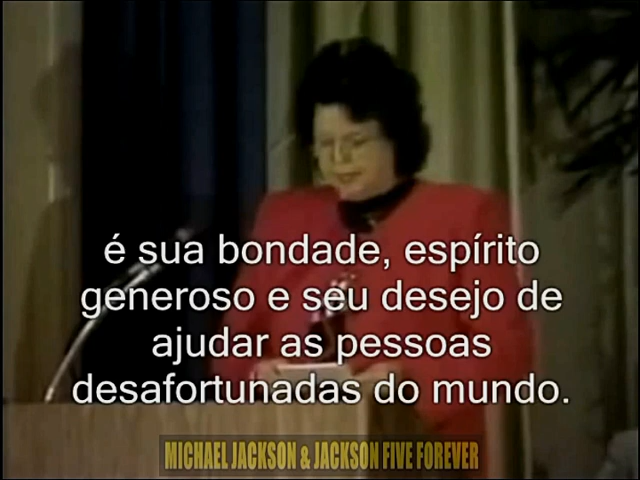 é sua bondade, espírito
generoso e seu desejo de
ajudar as pessoas
desafortunadas do mundo.
MICHAEL JACKSON & JACKSON FIVE FOREVER